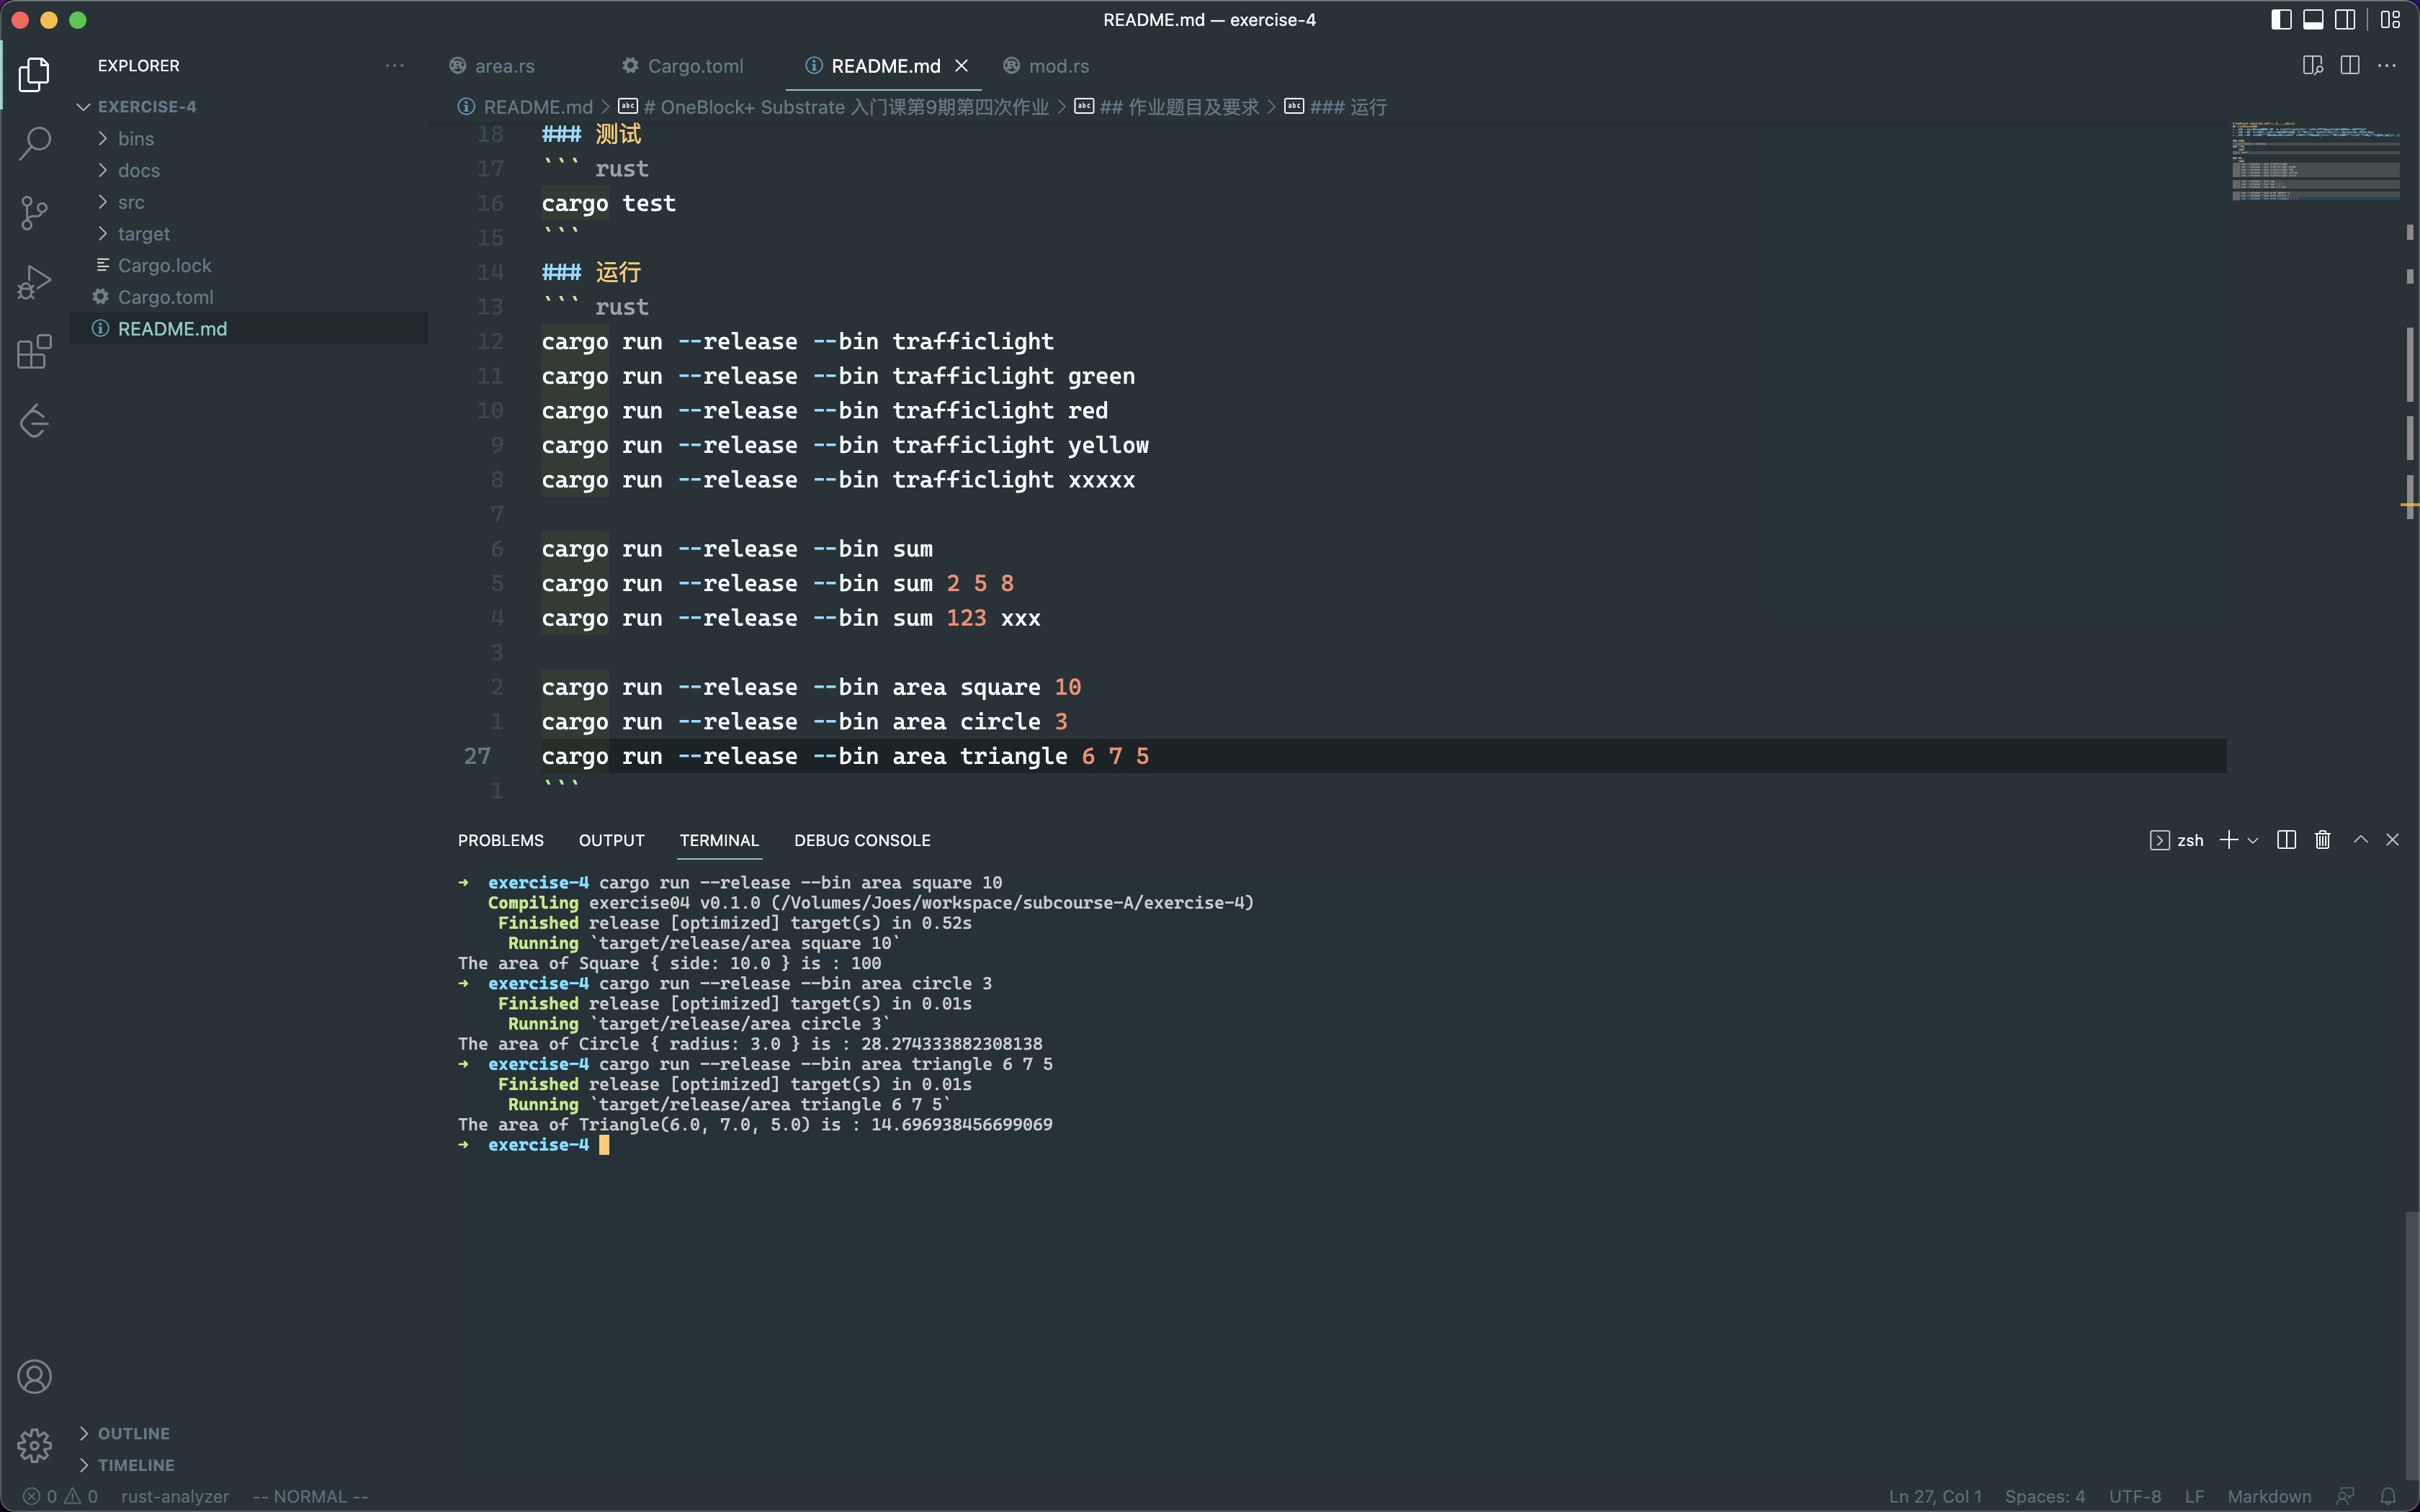 README.md — exercise-4
EXPLORER
area.rs
Cargo.toml
README.md
mod.rs
EXERCISE-4
README.md > # OneBlock+ Substrate 入门课第9期第四次作业 > ## 作业题目及要求 > ### 运行
bins
docs
src
target
Cargo.lock
Cargo.toml
README.md
18 ### 测试
17 ``` rust
16 cargo test
15 ```
14 ### 运行
13 ``` rust
12 cargo run --release --bin trafficlight
11 cargo run --release --bin trafficlight green
10 cargo run --release --bin trafficlight red
9 cargo run --release --bin trafficlight yellow
8 cargo run --release --bin trafficlight xxxxx
7
6 cargo run --release --bin sum
5 cargo run --release --bin sum 2 5 8
4 cargo run --release --bin sum 123 xxx
3
2 cargo run --release --bin area square 10
1 cargo run --release --bin area circle 3
27 cargo run --release --bin area triangle 6 7 5
1 ```
PROBLEMS OUTPUT TERMINAL DEBUG CONSOLE
zsh
➜ exercise-4 cargo run --release --bin area square 10
Compiling exercise04 v0.1.0 (/Volumes/Joes/workspace/subcourse-A/exercise-4)
Finished release [optimized] target(s) in 0.52s
Running `target/release/area square 10`
The area of Square { side: 10.0 } is : 100
➜ exercise-4 cargo run --release --bin area circle 3
Finished release [optimized] target(s) in 0.01s
Running `target/release/area circle 3`
The area of Circle { radius: 3.0 } is : 28.274333882308138
➜ exercise-4 cargo run --release --bin area triangle 6 7 5
Finished release [optimized] target(s) in 0.01s
Running `target/release/area triangle 6 7 5`
The area of Triangle(6.0, 7.0, 5.0) is : 14.696938456699069
➜ exercise-4
OUTLINE
TIMELINE
0 0 rust-analyzer -- NORMAL --
Ln 27, Col 1 Spaces: 4 UTF-8 LF Markdown